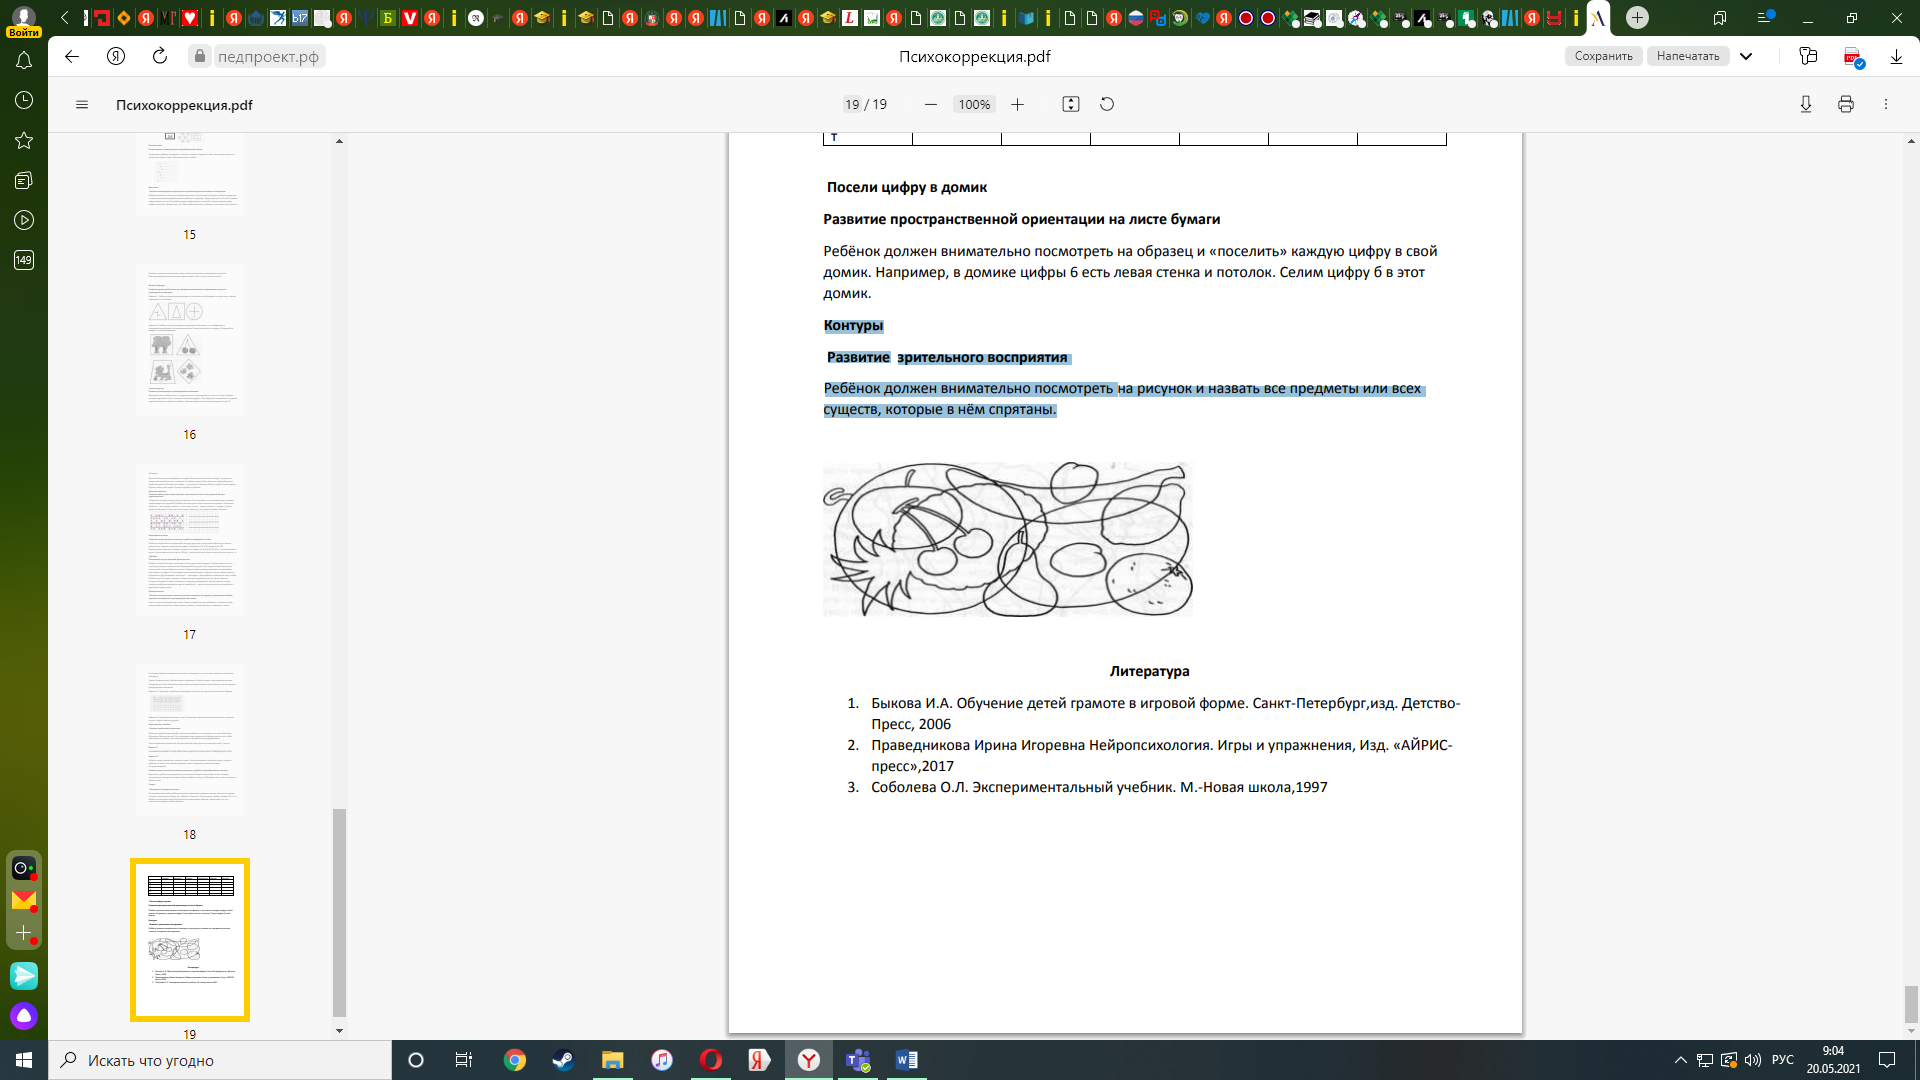 Войти
педпроект.рф
Психокоррекция.pdf
Сохранить
Напечатать
149
Психокоррекция.pdf
19 / 19
100%
15
16
17
18
19
Т
Посели цифру в домик
Развитие пространственной ориентации на листе бумаги
Ребёнок должен внимательно посмотреть на образец и «поселить» каждую цифру в свой
домик. Например, в домике цифры 6 есть левая стенка и потолок. Селим цифру б в этот
домик.
Контуры
Развитие зрительного восприятия
Ребёнок должен внимательно посмотреть на рисунок и назвать все предметы или всех
существ, которые в нём спрятаны.
Литература
1. Быкова И.А. Обучение детей грамоте в игровой форме. Санкт-Петербург,изд. Детство-
Пресс, 2006
2. Праведникова Ирина Игоревна Нейропсихология. Игры и упражнения, Изд. «АЙРИС-
пресс»,2017
3. Соболева О.Л. Экспериментальный учебник. М.-Новая школа,1997
Искать что угодно
РУС
9:04
20.05.2021